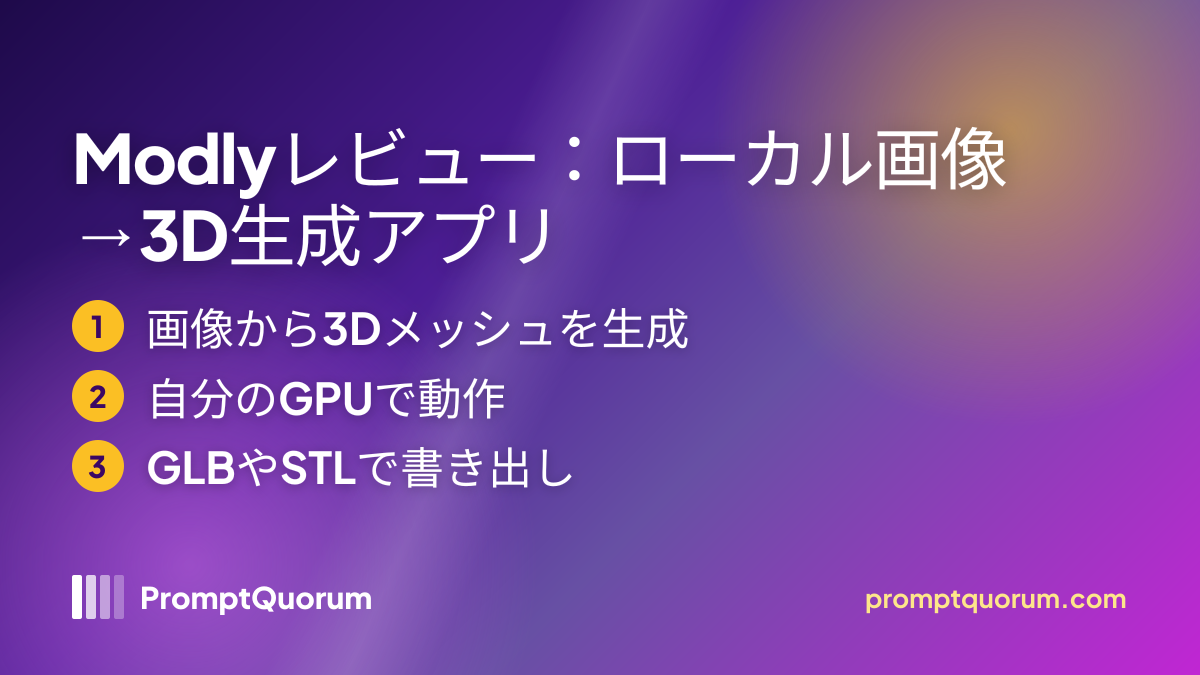 Modlyレビュー：ローカル画像
→3D生成アプリ
1 画像から3Dメッシュを生成
2 自分のGPUで動作
3 GLBやSTLで書き出し
PromptQuorum
promptquorum.com